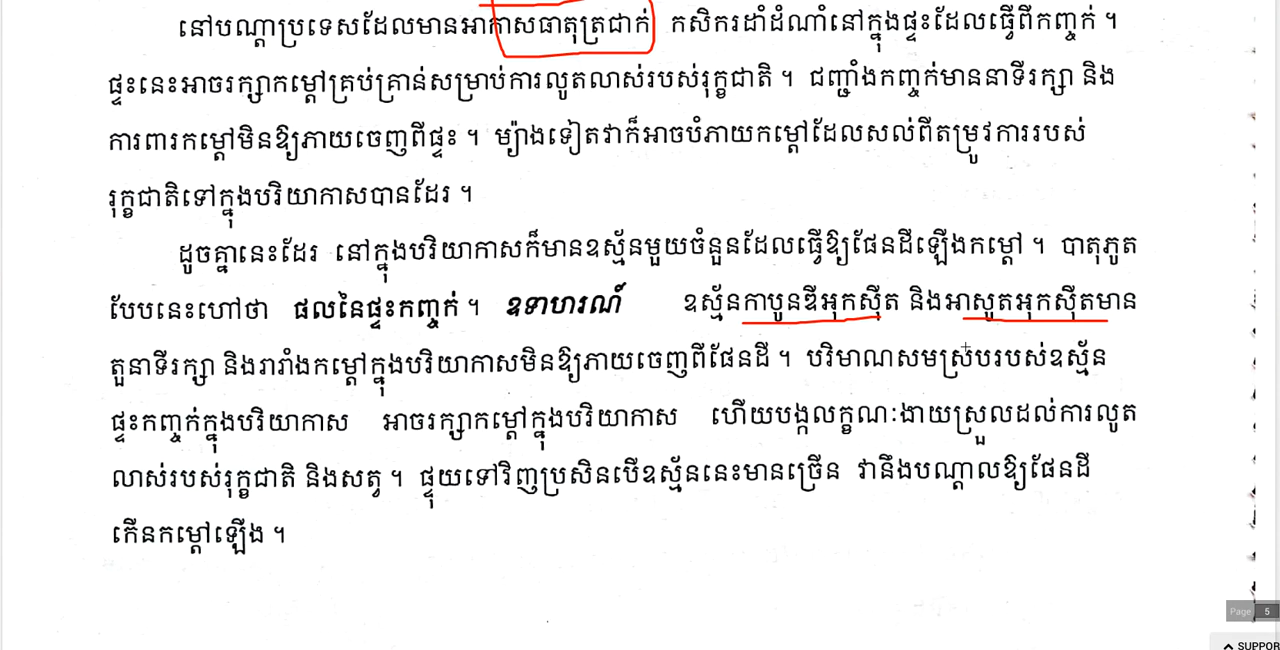 នៅបណ្តាប្រទេសដែលមានអាកាសធាតុត្រជាក់ កសិករដាំដំណាំនៅក្នុងផ្ទះដែលធ្វើពីកញ្ចក់ ។
ផ្ទះនេះអាចរក្សាកម្តៅគ្រប់គ្រាន់សម្រាប់ការលូតលាស់របស់រុក្ខជាតិ ។ ជញ្ជាំងកញ្ចក់មាននាទីរក្សា និង
ការពារកម្តៅមិនឱ្យភាយចេញពីផ្ទះ ។ ម្យ៉ាងទៀតវាក៏អាចបំភាយកម្តៅដែលសល់ពីតម្រូវការរបស់
រុក្ខជាតិទៅក្នុងបរិយាកាសបានដែរ ។
ដូចគ្នានេះដែរ នៅក្នុងបរិយាកាសក៏មានឧស្ម័នមួយចំនួនដែលធ្វើឱ្យផែនដីឡើងកម្តៅ ។ បាតុភូត
បែបនេះហៅថា ផលនៃផ្ទះកញ្ចក់ ។ ឧទាហរណ៍ ឧស្ម័នកាបូនឌីអុកស៊ីត និងអាសូតអុកស៊ីតមាន
តួនាទីរក្សា និងរារាំងកម្តៅក្នុងបរិយាកាសមិនឱ្យភាយចេញពីផែនដី ។ បរិមាណសមស្របរបស់ឧស្ម័ន
ផ្ទះកញ្ចក់ក្នុងបរិយាកាស អាចរក្សាកម្តៅក្នុងបរិយាកាស ហើយបង្កលក្ខណៈងាយស្រួលដល់ការលូត
លាស់របស់រុក្ខជាតិ និងសត្វ ។ ផ្ទុយទៅវិញប្រសិនបើឧស្ម័ននេះមានច្រើន វានឹងបណ្តាលឱ្យផែនដី
កើនកម្តៅឡើង ។
Page 5
SUPPOR